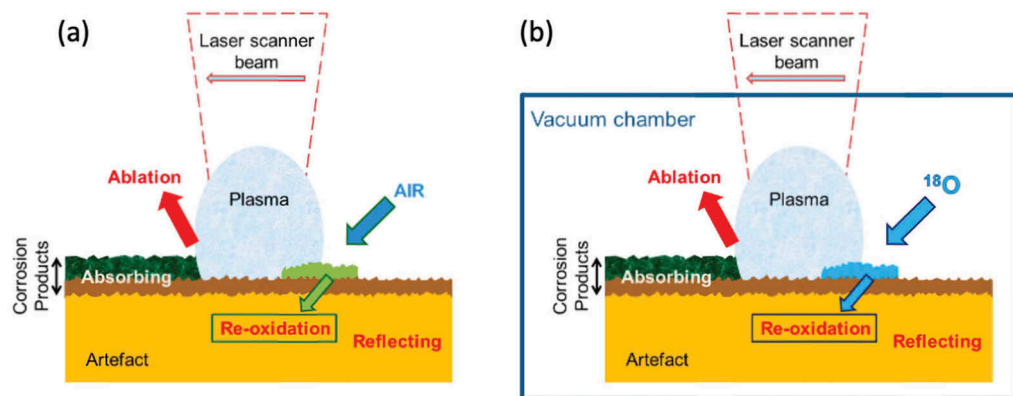 (a)
Laser scanner
beam
Ablation
Plasma
AIR
Corrosion
Products
Absorbing
Re-oxidation
Reflecting
Artefact
(b)
Laser scanner
beam
Vacuum chamber
Ablation
Plasma
¹⁸O
Corrosion
Products
Absorbing
Re-oxidation
Reflecting
Artefact